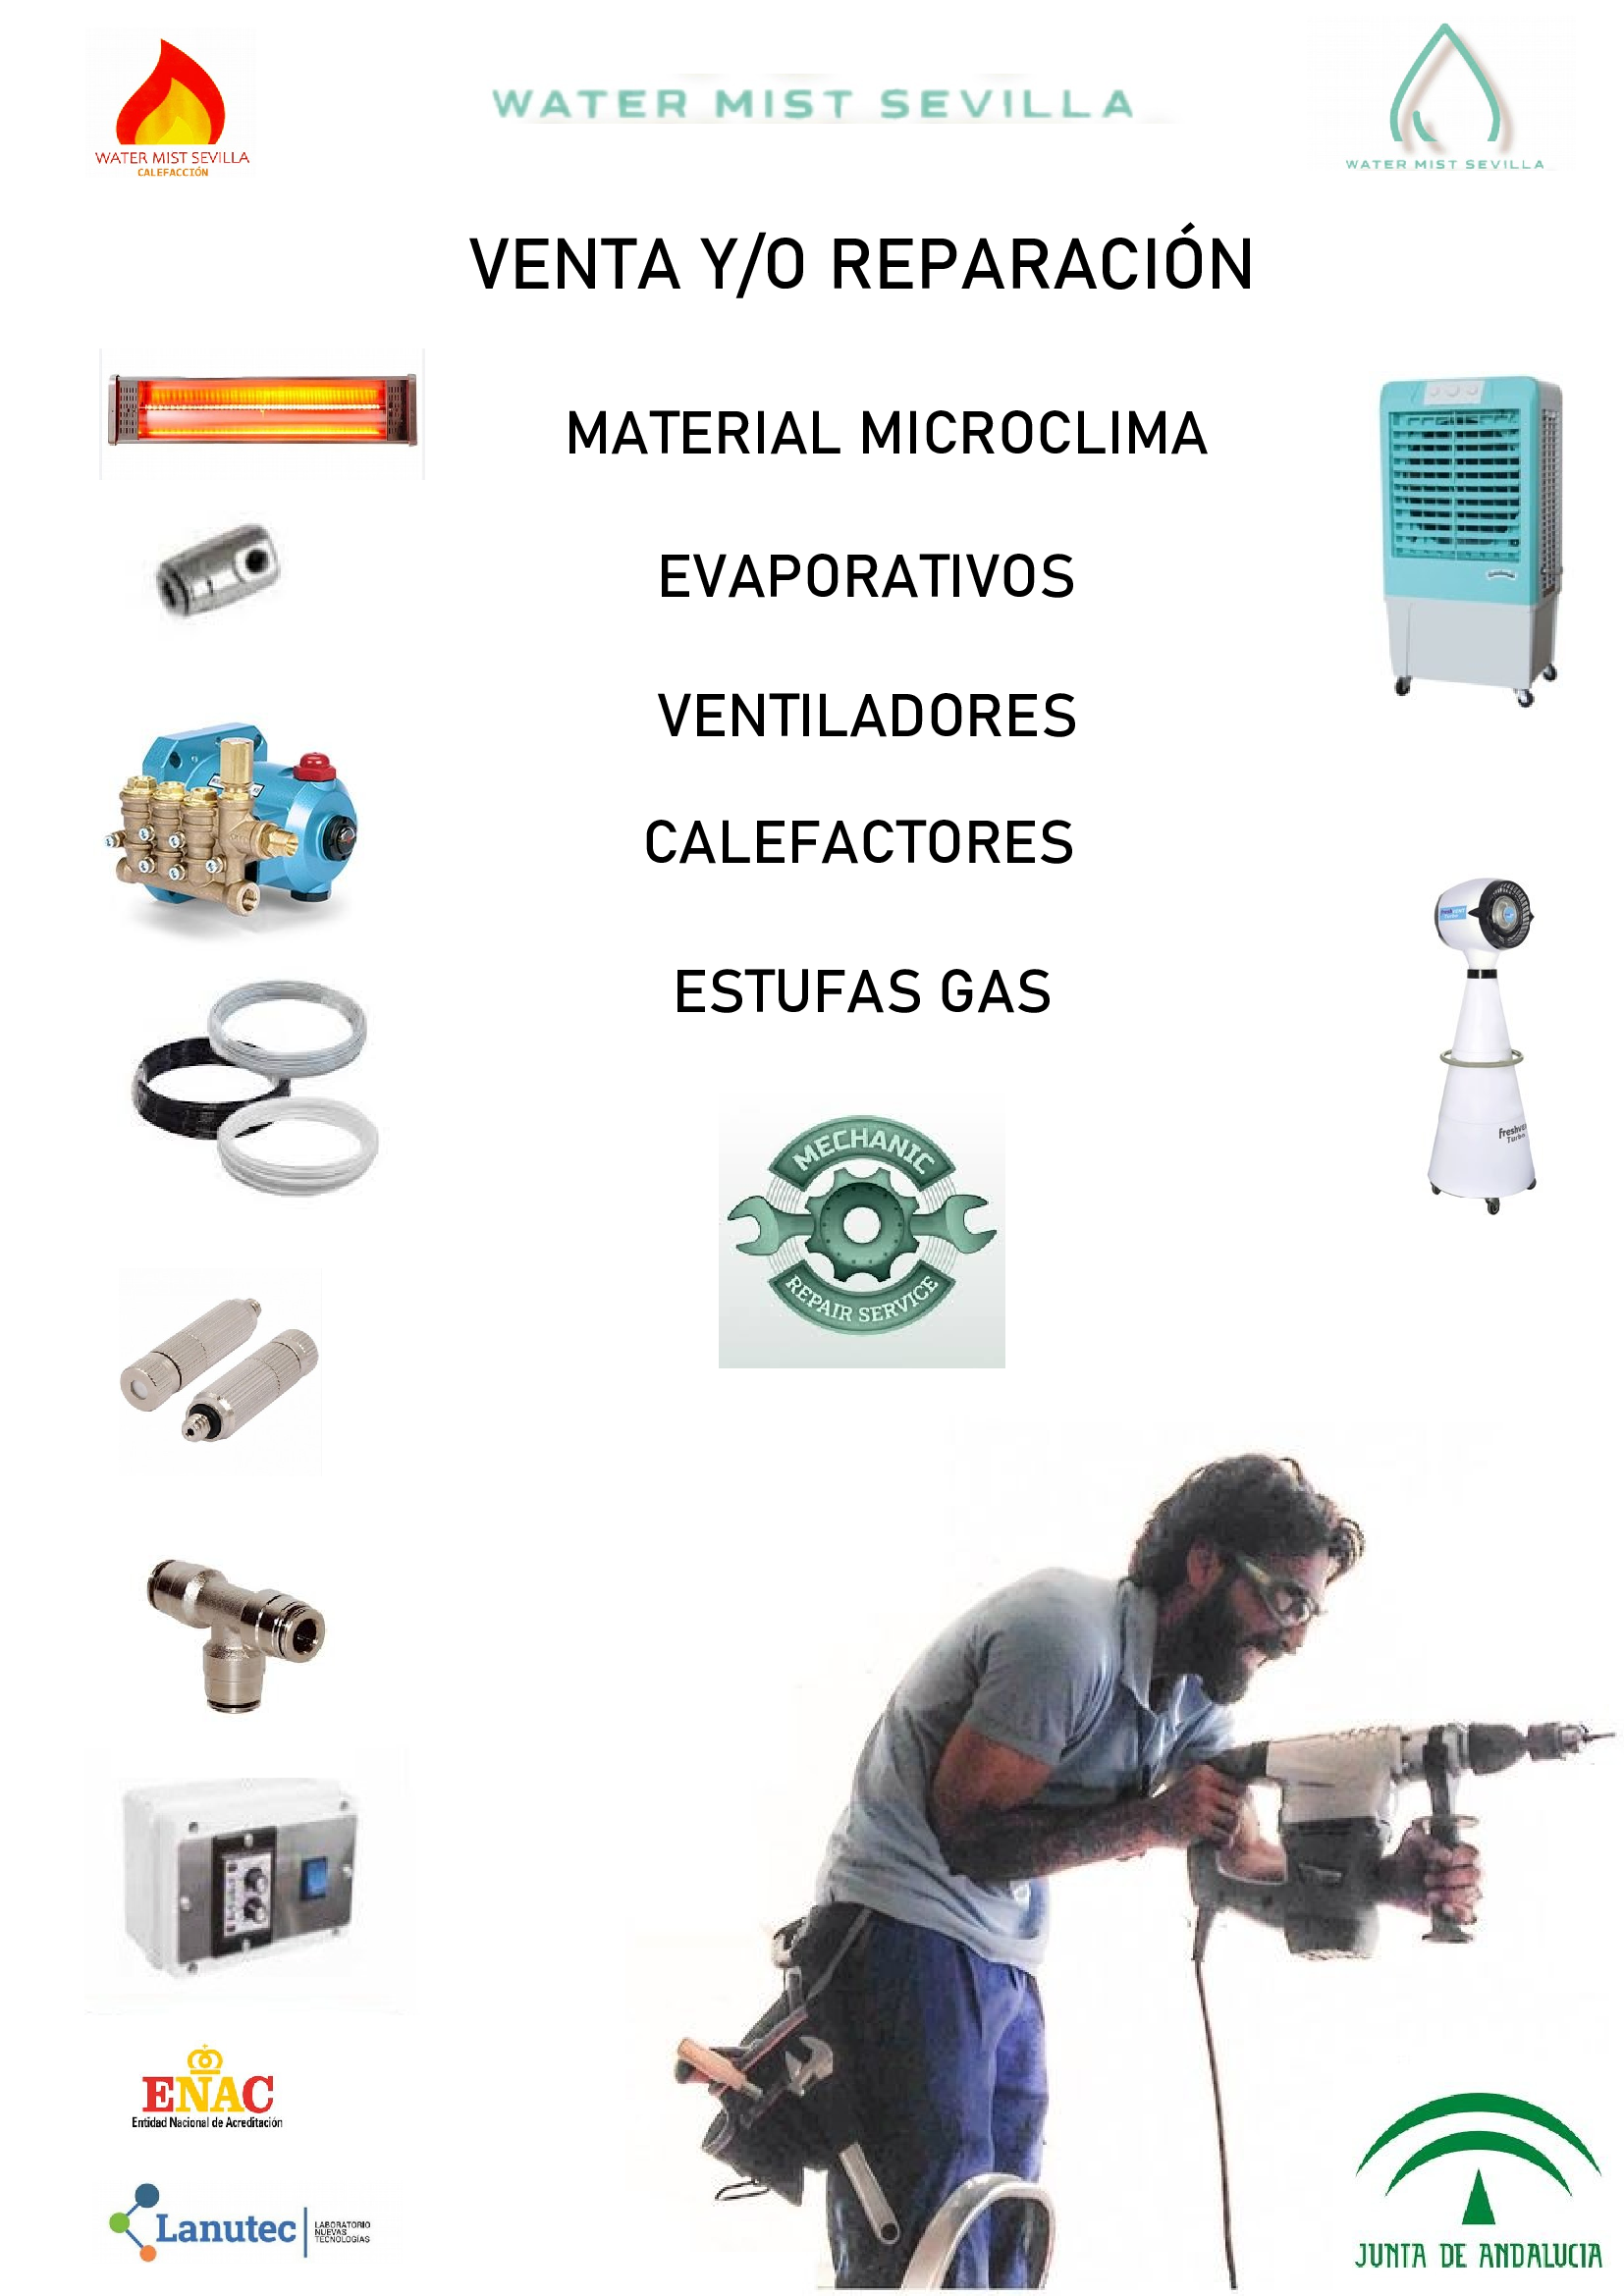 WATER MIST SEVILLA
CALEFACCIÓN
WATER MIST SEVILLA
WATER MIST SEVILLA
VENTA Y/O REPARACIÓN
MATERIAL MICROCLIMA
EVAPORATIVOS
VENTILADORES
CALEFACTORES
ESTUFAS GAS
Turbo
MECHANIC
REPAIR SERVICE
ENAC
Entidad Nacional de Acreditación
Lanutec
LABORATORIO
NUEVAS
TECNOLOGÍAS
JUNTA DE ANDALUCIA